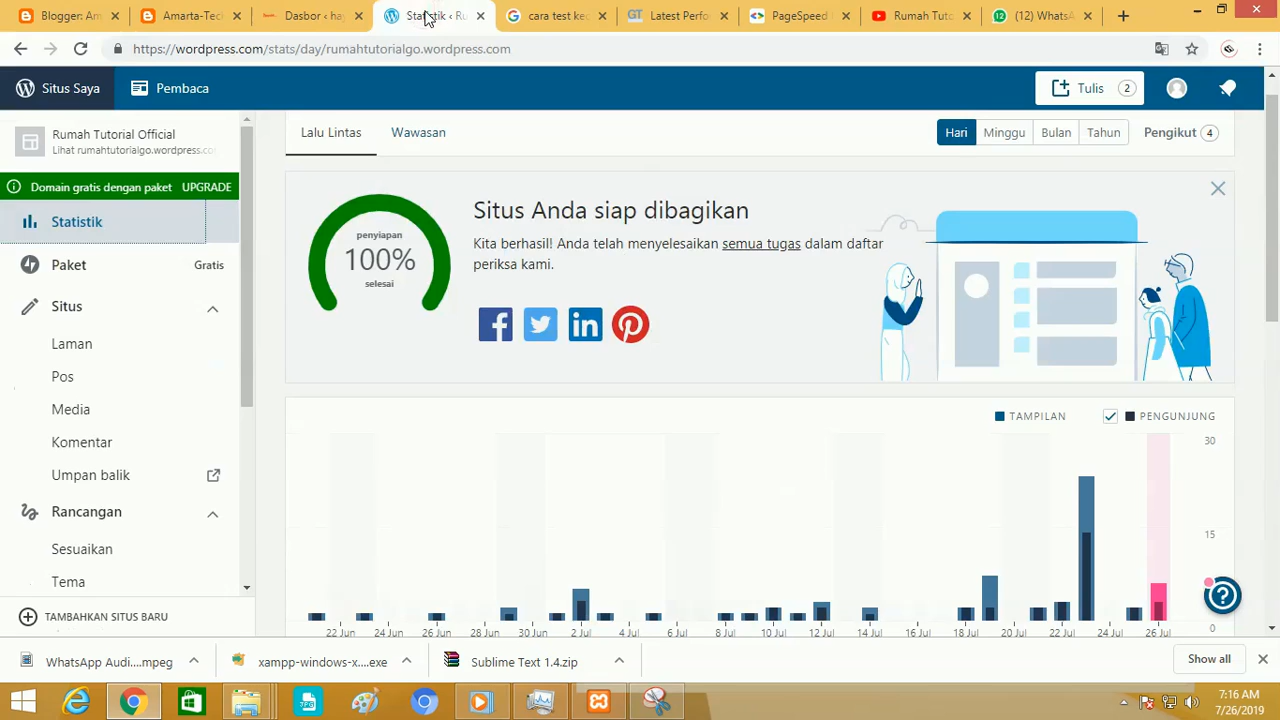 Blogger: Am
Amarta-Tech
Dasbor ‹ ha
Statistik ‹ Ru
cara test ke
GT
Latest Perfo
PageSpeed
Rumah Tuto
(12) WhatsA
https://wordpress.com/stats/day/rumahtutorialgo.wordpress.com
Situs Saya
Pembaca
Tulis 2
Rumah Tutorial Official
Lihat rumahtutorialgo.wordpress.co
Lalu Lintas
Wawasan
Hari
Minggu
Bulan
Tahun
Pengikut 4
Domain gratis dengan paket UPGRADE
Statistik
Paket Gratis
Situs
Laman
Pos
Media
Komentar
Umpan balik
Rancangan
Sesuaikan
Tema
TAMBAHKAN SITUS BARU
penyiapan
100%
selesai
Situs Anda siap dibagikan
Kita berhasil! Anda telah menyelesaikan semua tugas dalam daftar
periksa kami.
TAMPILAN
PENGUNJUNG
30
15
0
22 Jun 24 Jun 26 Jun 28 Jun 30 Jun 2 Jul 4 Jul 6 Jul 8 Jul 10 Jul 12 Jul 14 Jul 16 Jul 18 Jul 20 Jul 22 Jul 24 Jul 26 Jul
WhatsApp Audi....mpeg
xampp-windows-x....exe
Sublime Text 1.4.zip
Show all
JPG
7:16 AM
7/26/2019